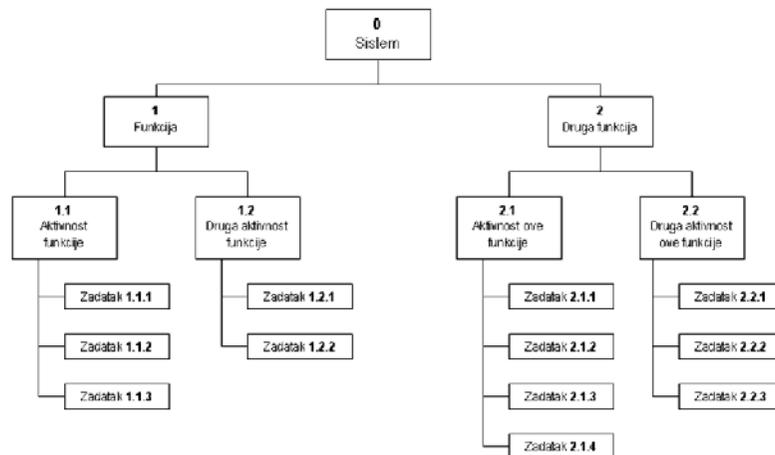 0
Sistem
1
Funkcija
2
Druga funkcija
1.1
Aktivnost
funkcije
1.2
Druga aktivnost
funkcije
2.1
Aktivnost ove
funkcije
2.2
Druga aktivnost
ove funkcije
Zadatak 1.1.1
Zadatak 1.1.2
Zadatak 1.1.3
Zadatak 1.2.1
Zadatak 1.2.2
Zadatak 2.1.1
Zadatak 2.1.2
Zadatak 2.1.3
Zadatak 2.1.4
Zadatak 2.2.1
Zadatak 2.2.2
Zadatak 2.2.3